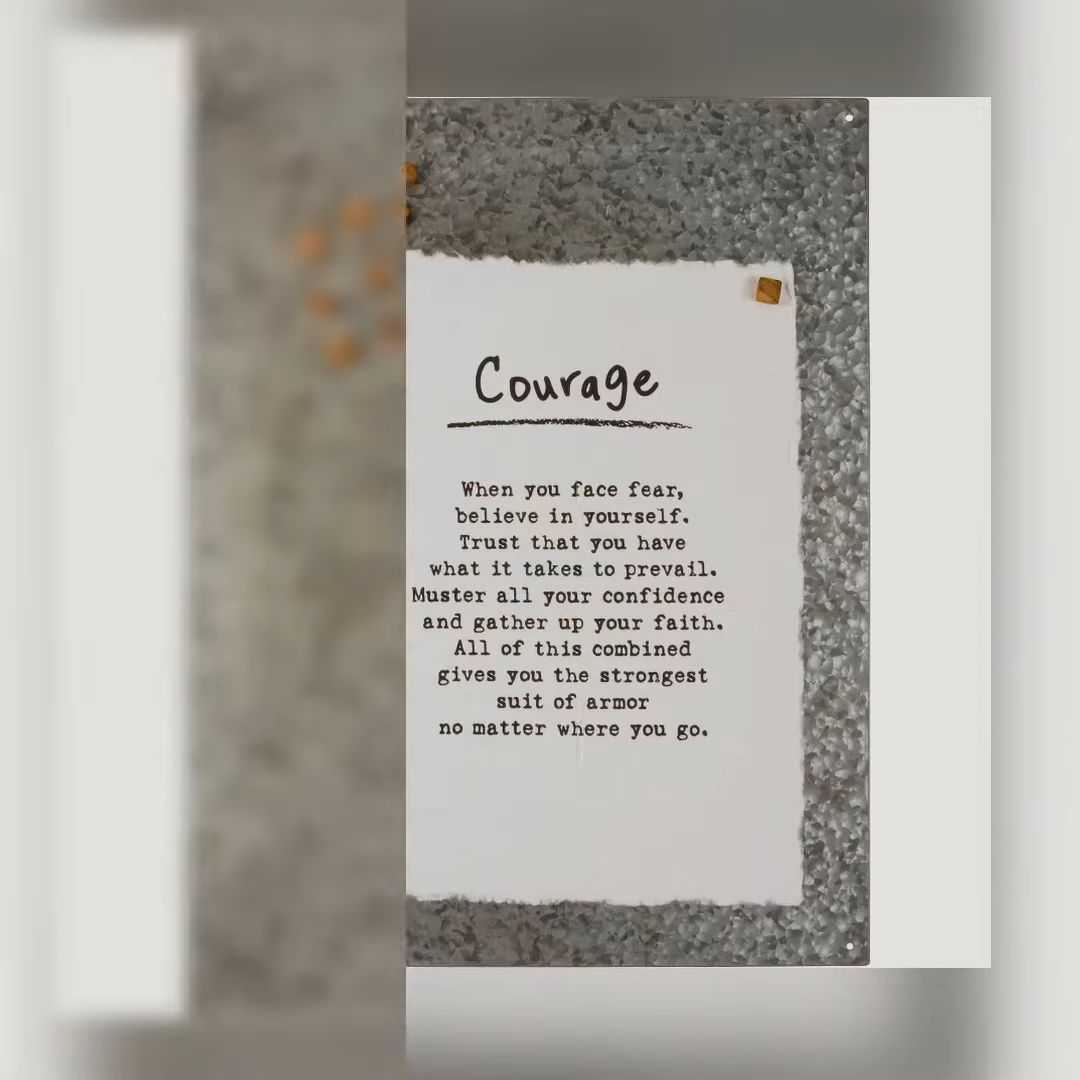 Courage
When you face fear,
believe in yourself.
Trust that you have
what it takes to prevail.
Muster all your confidence
and gather up your faith.
All of this combined
gives you the strongest
suit of armor
no matter where you go.